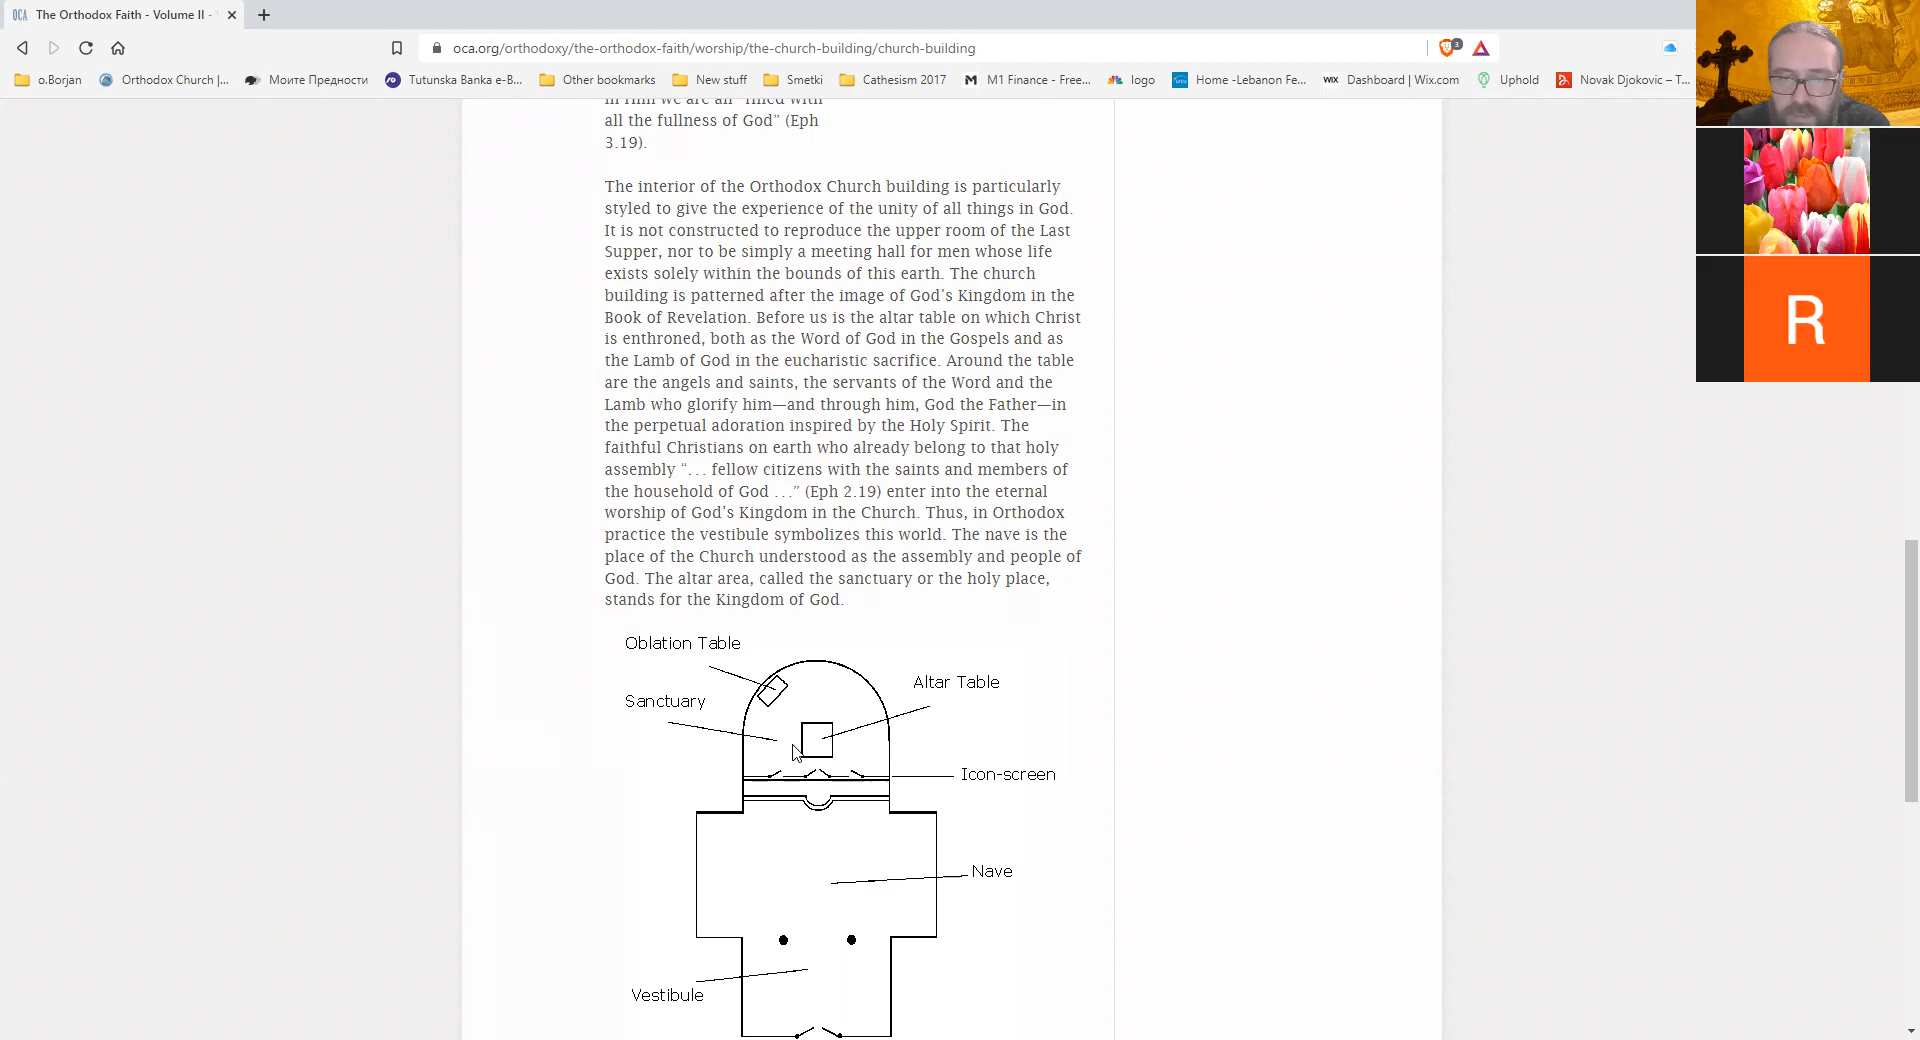 OCA The Orthodox Faith - Volume II -
oca.org/orthodoxy/the-orthodox-faith/worship/the-church-building/church-building
3
o.Borjan Orthodox Church |... Моите Предности Tutunska Banka e-B... Other bookmarks New stuff Smetki Cathesism 2017 M1 Finance - Free... logo Home -Lebanon Fe... WIX Dashboard | Wix.com Uphold Novak Djokovic – T...
in Him we are all “filled with
all the fullness of God” (Eph
3.19).
The interior of the Orthodox Church building is particularly
styled to give the experience of the unity of all things in God.
It is not constructed to reproduce the upper room of the Last
Supper, nor to be simply a meeting hall for men whose life
exists solely within the bounds of this earth. The church
building is patterned after the image of God’s Kingdom in the
Book of Revelation. Before us is the altar table on which Christ
is enthroned, both as the Word of God in the Gospels and as
the Lamb of God in the eucharistic sacrifice. Around the table
are the angels and saints, the servants of the Word and the
Lamb who glorify him—and through him, God the Father—in
the perpetual adoration inspired by the Holy Spirit. The
faithful Christians on earth who already belong to that holy
assembly “. . . fellow citizens with the saints and members of
the household of God . . .” (Eph 2.19) enter into the eternal
worship of God’s Kingdom in the Church. Thus, in Orthodox
practice the vestibule symbolizes this world. The nave is the
place of the Church understood as the assembly and people of
God. The altar area, called the sanctuary or the holy place,
stands for the Kingdom of God.
Oblation Table
Altar Table
Sanctuary
Icon-screen
Nave
Vestibule
R